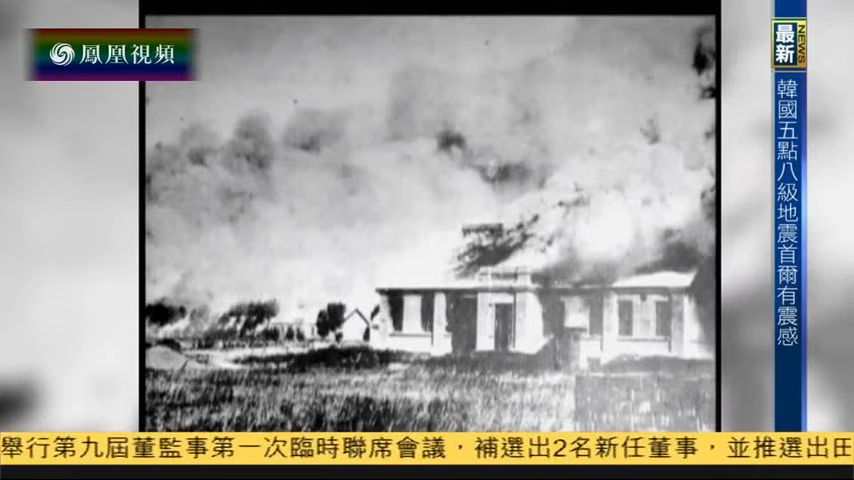 鳳凰視頻
最新
NEWS
韓國五點八級地震首爾有震感
舉行第九屆董監事第一次臨時聯席會議，補選出2名新任董事，並推選出田